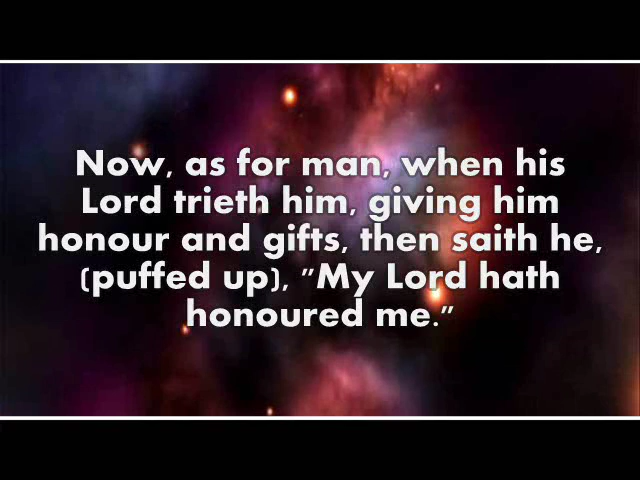 Now, as for man, when his
Lord trieth him, giving him
honour and gifts, then saith he,
(puffed up), "My Lord hath
honoured me."